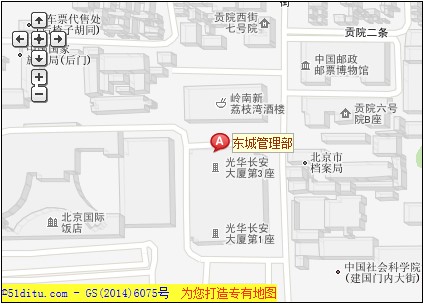 车票代售处
椅子胡同)
国家
局(后门)
贡院西街
七号院
贡院二条
中国邮政
邮票博物馆
岭南新
荔枝湾酒楼
贡院六号
院B座
A
东城管理部
光华长安
大厦第3座
北京市
档案局
北京国际
饭店
光华长安
大厦第1座
中国社会科学院
(建国门内大街)
©51ditu.com - GS(2014)6075号 为您打造专有地图